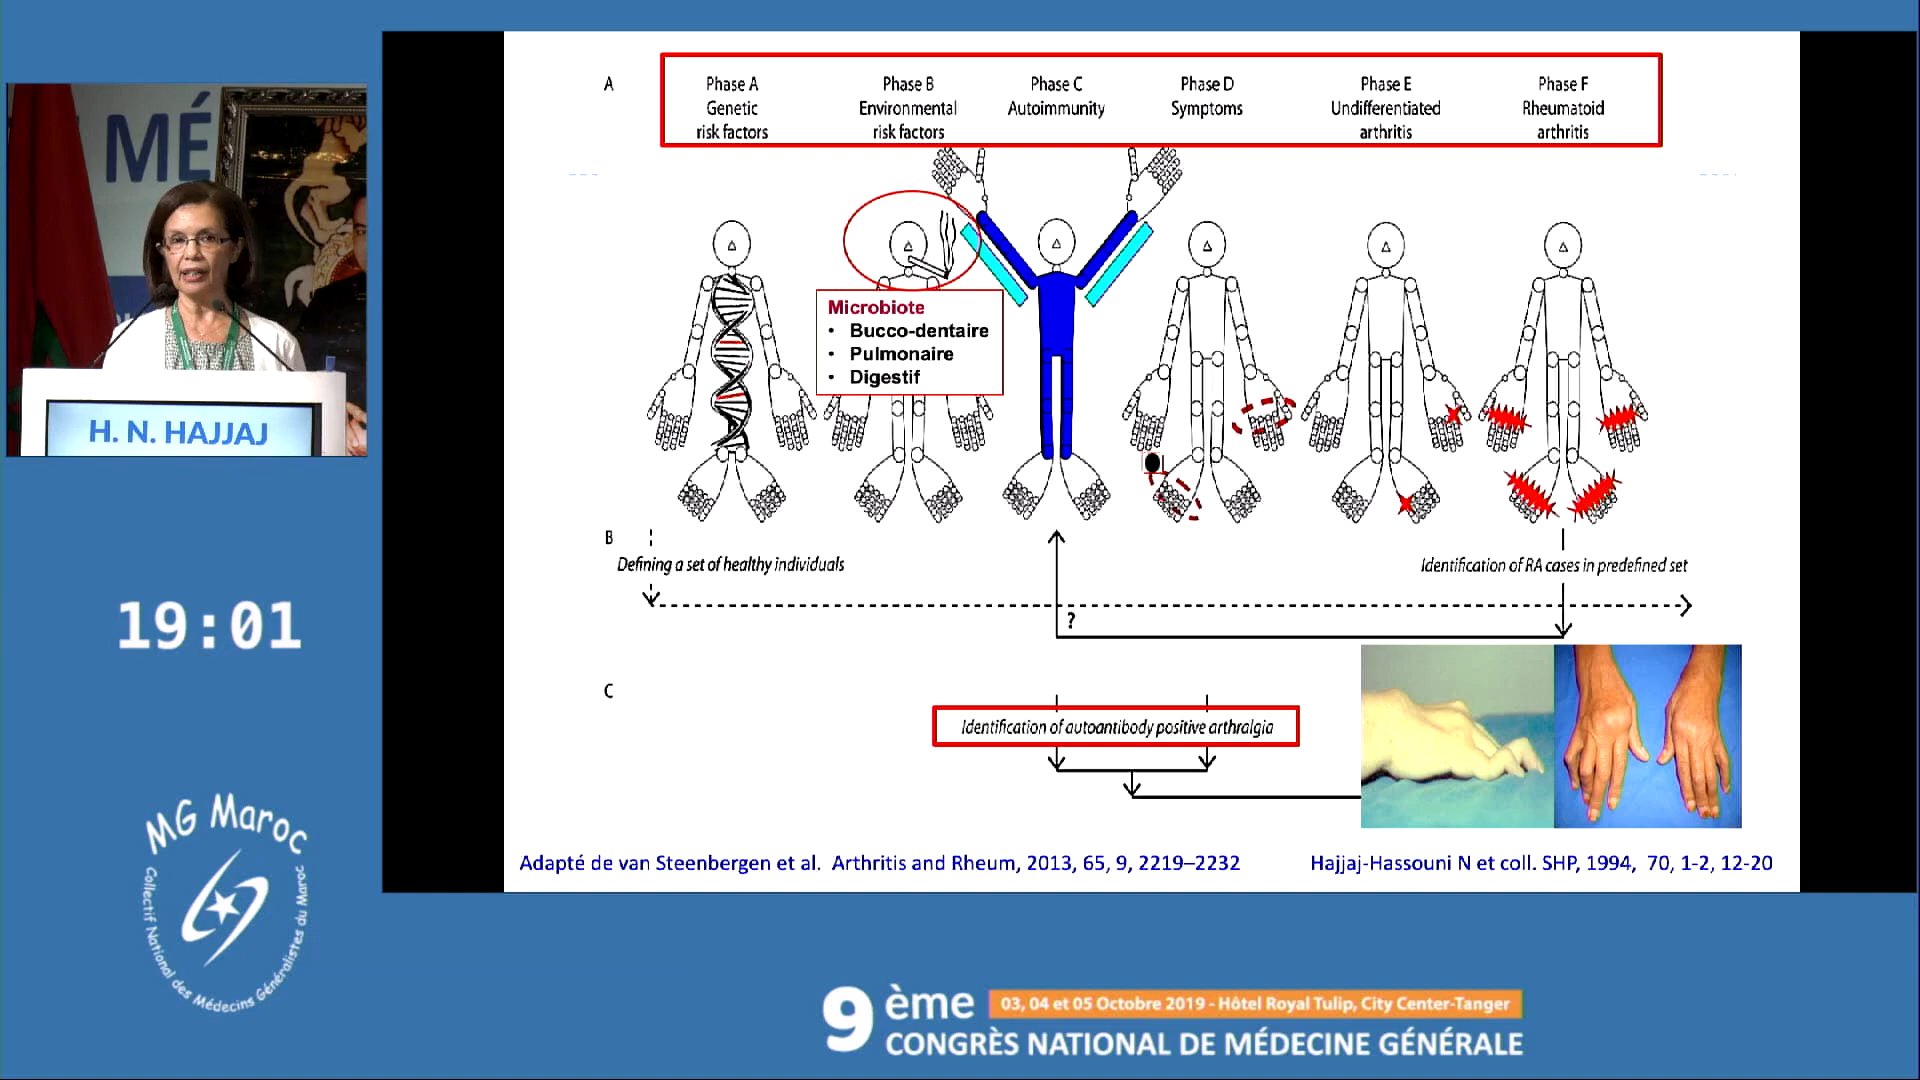 MÉ
H. N. HAJJAJ
19:01
MG Maroc
Collectif National des Médecins Généralistes du Maroc
A
Phase A
Genetic
risk factors
Phase B
Environmental
risk factors
Phase C
Autoimmunity
Phase D
Symptoms
Phase E
Undifferentiated
arthritis
Phase F
Rheumatoid
arthritis
Microbiote
• Bucco-dentaire
• Pulmonaire
• Digestif
B
Defining a set of healthy individuals
Identification of RA cases in predefined set
?
C
Identification of autoantibody positive arthralgia
Adapté de van Steenbergen et al. Arthritis and Rheum, 2013, 65, 9, 2219–2232
Hajjaj-Hassouni N et coll. SHP, 1994, 70, 1-2, 12-20
9 ème
03, 04 et 05 Octobre 2019 - Hôtel Royal Tulip, City Center-Tanger
CONGRÈS NATIONAL DE MÉDECINE GÉNÉRALE